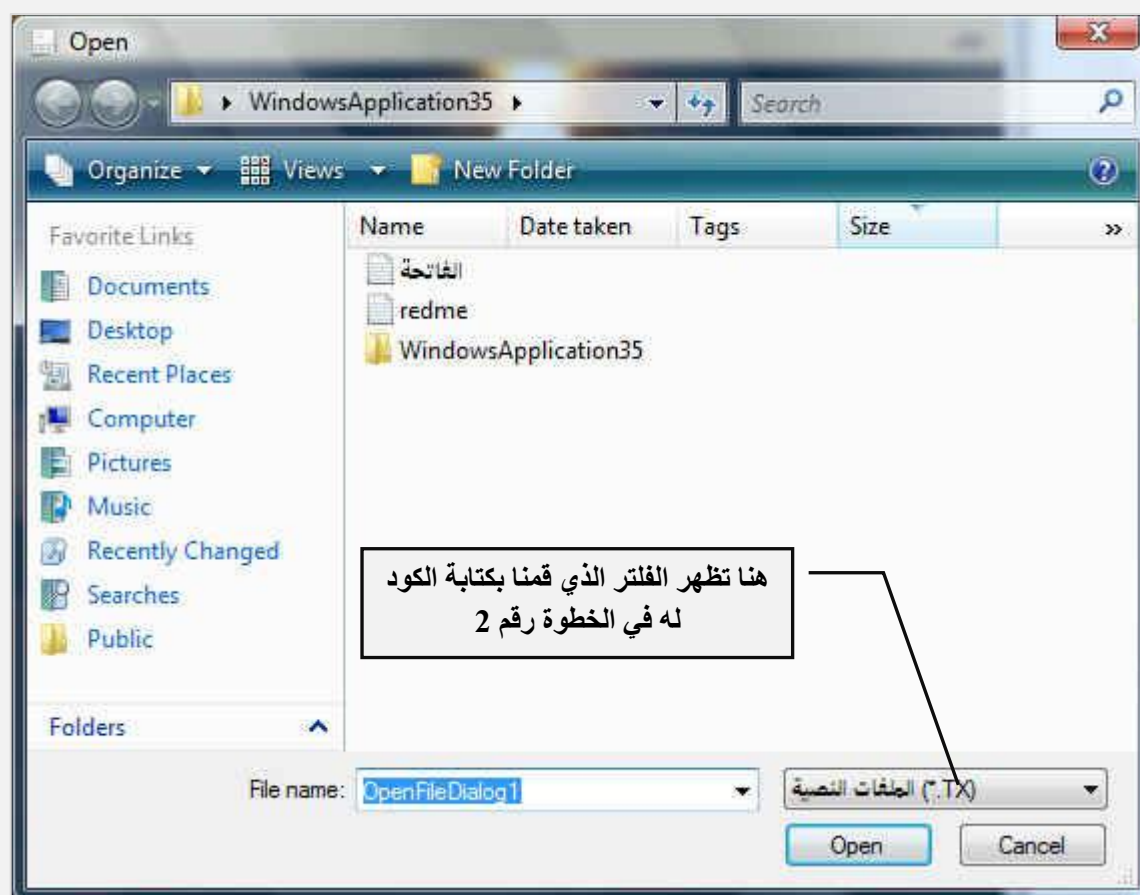 Open
WindowsApplication35
Search
Organize Views New Folder
Favorite Links
Documents
Desktop
Recent Places
Computer
Pictures
Music
Recently Changed
Searches
Public
Folders
Name Date taken Tags Size »
الفاتحة
redme
WindowsApplication35
هنا تظهر الفلتر الذي قمنا بكتابة الكود
له في الخطوة رقم 2
File name: OpenFileDialog1
الملفات النصية (*.TX)
Open Cancel